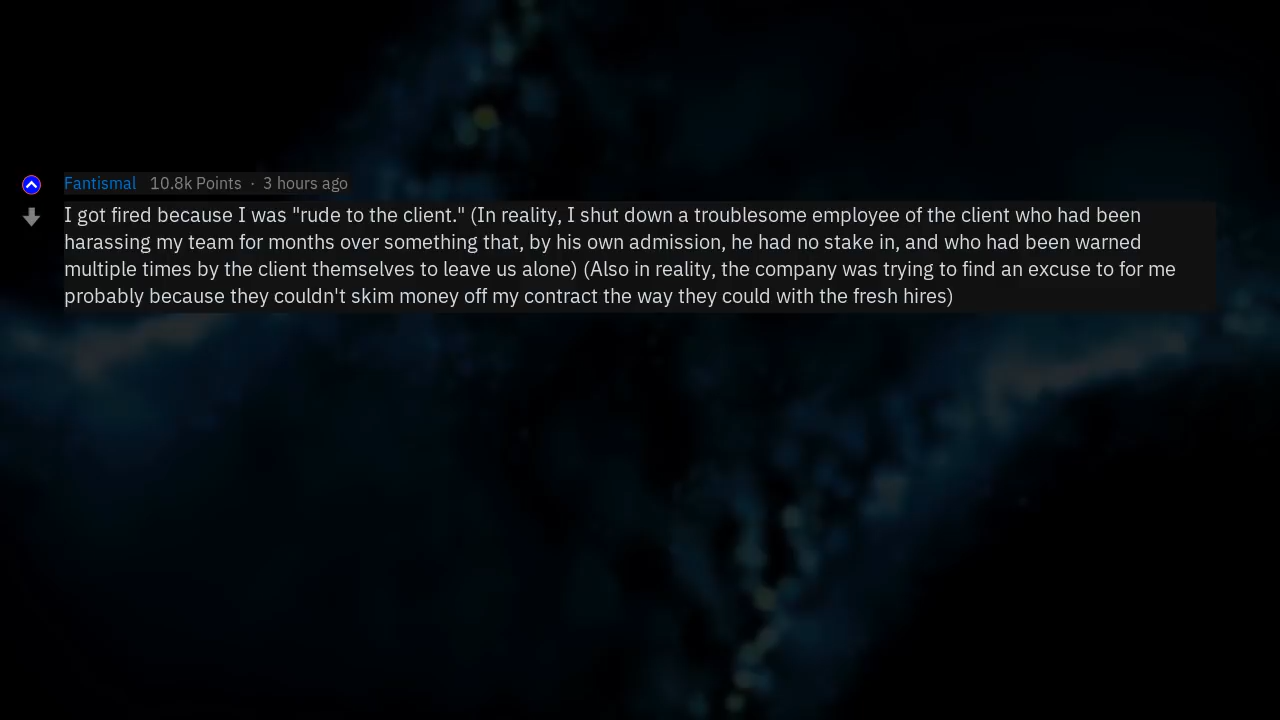 Fantismal 10.8k Points · 3 hours ago
I got fired because I was "rude to the client." (In reality, I shut down a troublesome employee of the client who had been
harassing my team for months over something that, by his own admission, he had no stake in, and who had been warned
multiple times by the client themselves to leave us alone) (Also in reality, the company was trying to find an excuse to for me
probably because they couldn't skim money off my contract the way they could with the fresh hires)